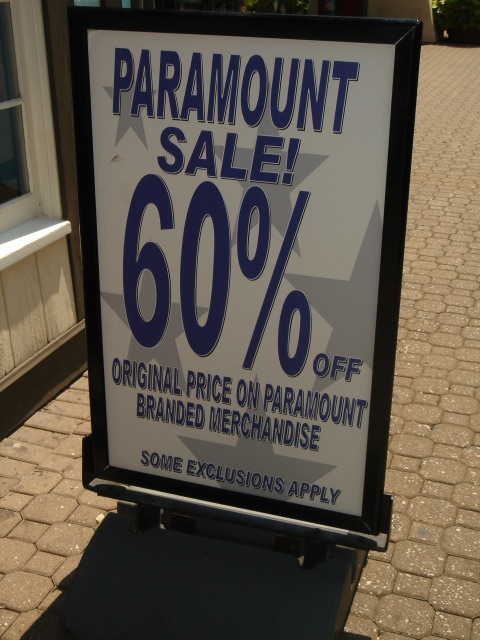 PARAMOUNT
SALE!
60% OFF
ORIGINAL PRICE ON PARAMOUNT
BRANDED MERCHANDISE
SOME EXCLUSIONS APPLY